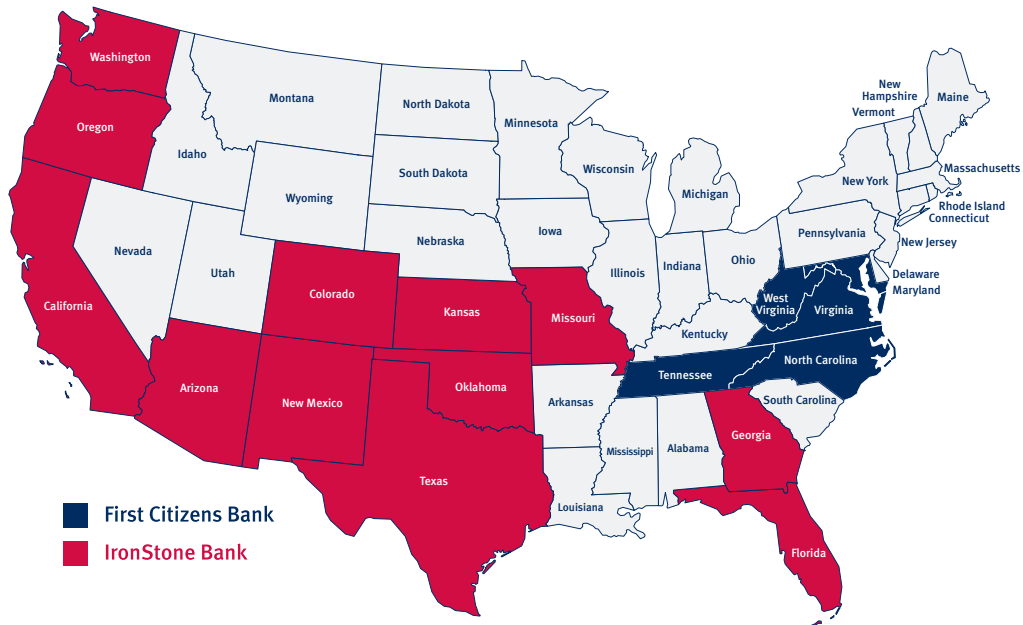 Washington
Oregon
California
Nevada
Idaho
Montana
Wyoming
Utah
Colorado
Arizona
New Mexico
North Dakota
South Dakota
Nebraska
Kansas
Oklahoma
Texas
Minnesota
Iowa
Missouri
Arkansas
Louisiana
Wisconsin
Illinois
Michigan
Indiana
Ohio
Kentucky
Tennessee
Mississippi
Alabama
Georgia
Florida
South Carolina
North Carolina
Virginia
West
Virginia
Pennsylvania
New York
Vermont
New
Hampshire
Maine
Massachusetts
Rhode Island
Connecticut
New Jersey
Delaware
Maryland
First Citizens Bank
IronStone Bank